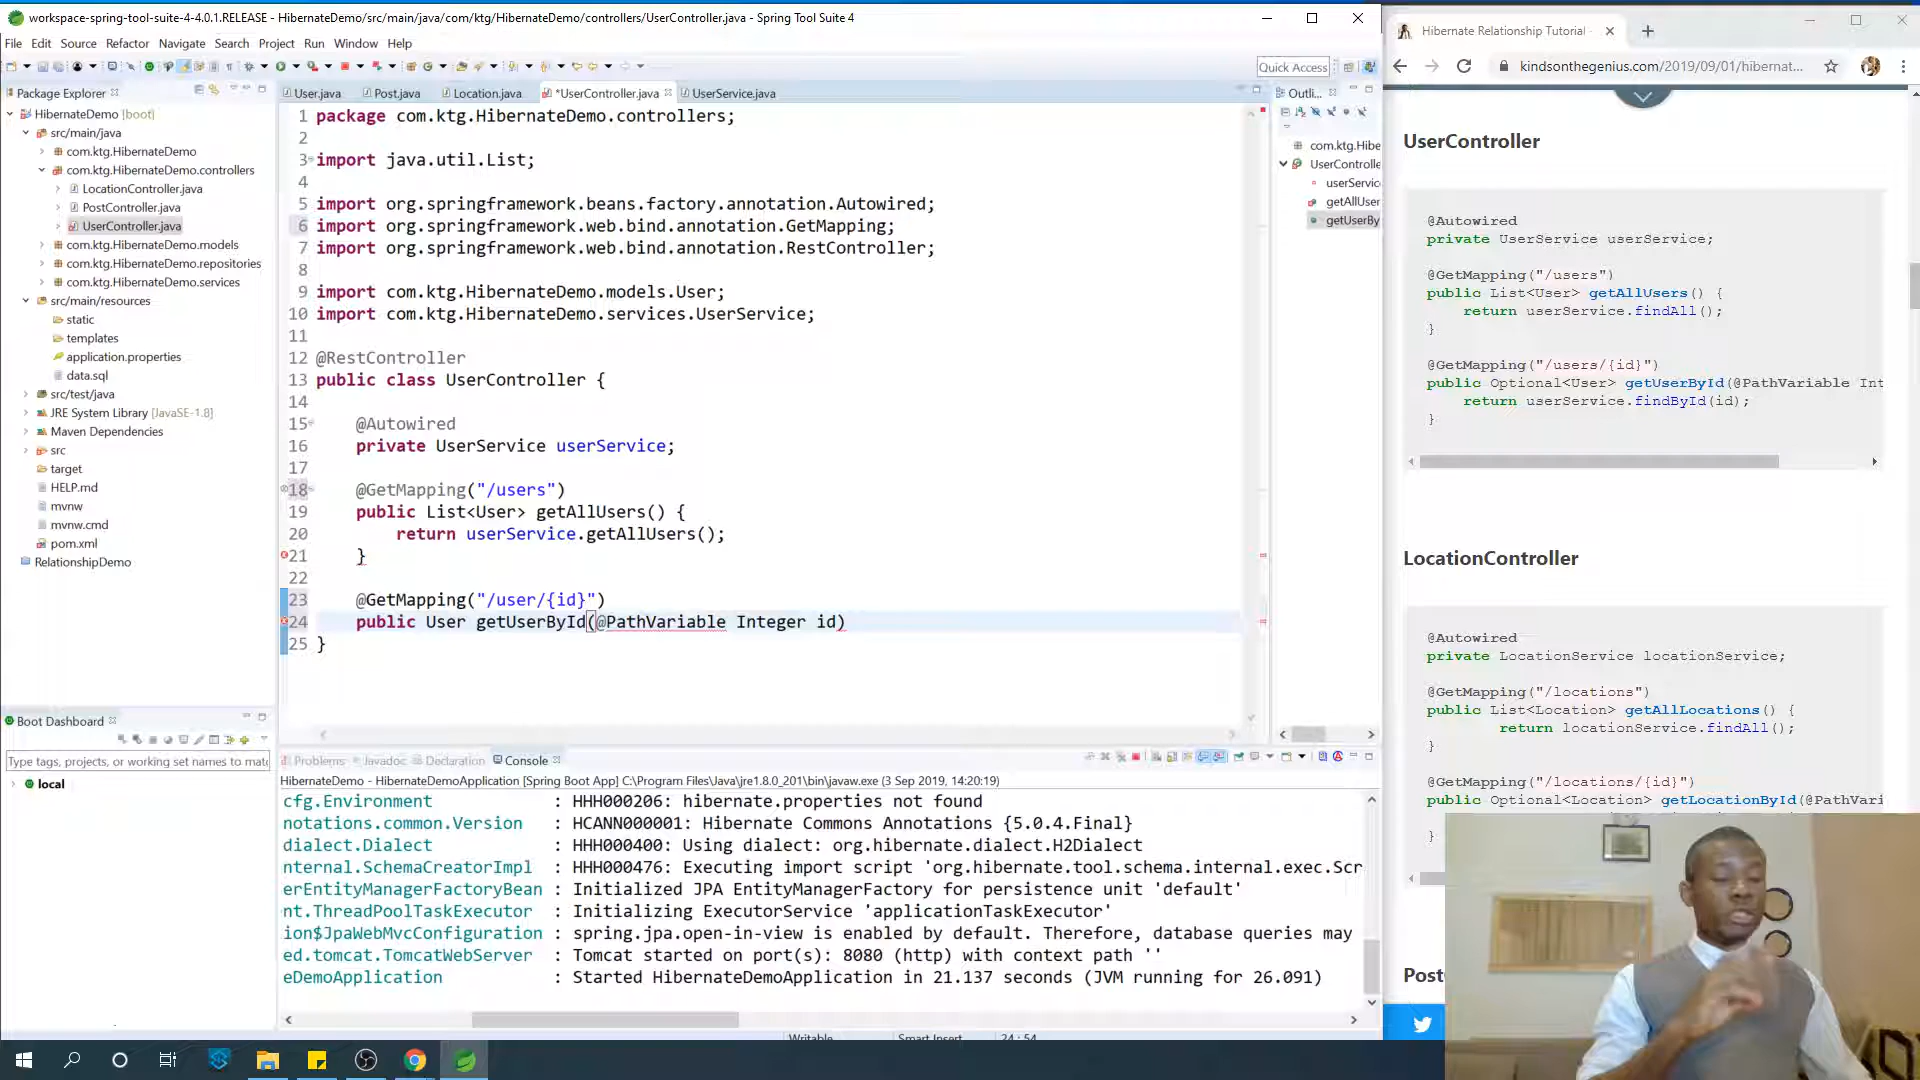 workspace-spring-tool-suite-4-4.0.1.RELEASE - HibernateDemo/src/main/java/com/ktg/HibernateDemo/controllers/UserController.java - Spring Tool Suite 4
File Edit Source Refactor Navigate Search Project Run Window Help
Quick Access
Package Explorer
HibernateDemo [boot]
src/main/java
com.ktg.HibernateDemo
com.ktg.HibernateDemo.controllers
LocationController.java
PostController.java
UserController.java
com.ktg.HibernateDemo.models
com.ktg.HibernateDemo.repositories
com.ktg.HibernateDemo.services
src/main/resources
static
templates
application.properties
data.sql
src/test/java
JRE System Library [JavaSE-1.8]
Maven Dependencies
src
target
HELP.md
mvnw
mvnw.cmd
pom.xml
RelationshipDemo
Boot Dashboard
Type tags, projects, or working set names to mat
local
User.java Post.java Location.java *UserController.java UserService.java
1 package com.ktg.HibernateDemo.controllers;
2
3 import java.util.List;
4
5 import org.springframework.beans.factory.annotation.Autowired;
6 import org.springframework.web.bind.annotation.GetMapping;
7 import org.springframework.web.bind.annotation.RestController;
8
9 import com.ktg.HibernateDemo.models.User;
10 import com.ktg.HibernateDemo.services.UserService;
11
12 @RestController
13 public class UserController {
14
15 @Autowired
16 private UserService userService;
17
18 @GetMapping("/users")
19 public List<User> getAllUsers() {
20 return userService.getAllUsers();
21 }
22
23 @GetMapping("/user/{id}")
24 public User getUserById(@PathVariable Integer id)
25 }
Outli...
com.ktg.Hibe
UserControlle
userServic
getAllUser
getUserBy
Problems Javadoc Declaration Console
HibernateDemo - HibernateDemoApplication [Spring Boot App] C:\Program Files\Java\jre1.8.0_201\bin\javaw.exe (3 Sep 2019, 14:20:19)
cfg.Environment : HHH000206: hibernate.properties not found
notations.common.Version : HCANN000001: Hibernate Commons Annotations {5.0.4.Final}
dialect.Dialect : HHH000400: Using dialect: org.hibernate.dialect.H2Dialect
nternal.SchemaCreatorImpl : HHH000476: Executing import script 'org.hibernate.tool.schema.internal.exec.Scr
erEntityManagerFactoryBean : Initialized JPA EntityManagerFactory for persistence unit 'default'
nt.ThreadPoolTaskExecutor : Initializing ExecutorService 'applicationTaskExecutor'
ion$JpaWebMvcConfiguration : spring.jpa.open-in-view is enabled by default. Therefore, database queries may
ed.tomcat.TomcatWebServer : Tomcat started on port(s): 8080 (http) with context path ''
eDemoApplication : Started HibernateDemoApplication in 21.137 seconds (JVM running for 26.091)
Writable Smart Insert 24 : 54
Hibernate Relationship Tutorial
kindsonthegenius.com/2019/09/01/hibernat...
UserController
@Autowired
private UserService userService;
@GetMapping("/users")
public List<User> getAllUsers() {
return userService.findAll();
}
@GetMapping("/users/{id}")
public Optional<User> getUserById(@PathVariable Int
return userService.findById(id);
}
LocationController
@Autowired
private LocationService locationService;
@GetMapping("/locations")
public List<Location> getAllLocations() {
return locationService.findAll();
}
@GetMapping("/locations/{id}")
public Optional<Location> getLocationById(@PathVari
}